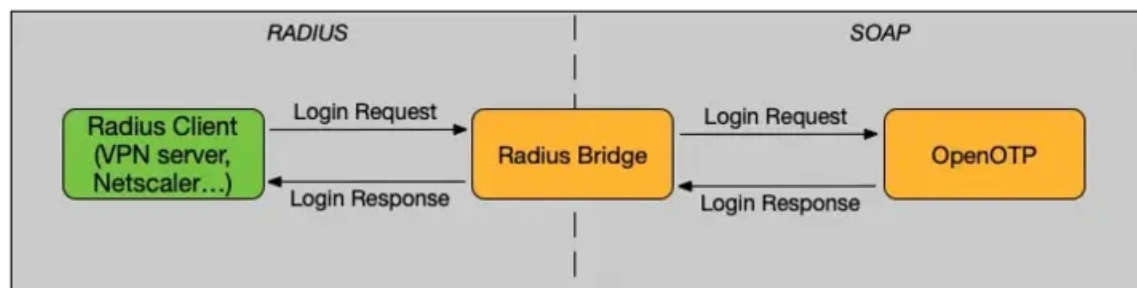 RADIUS
SOAP
Login Request
Login Request
Radius Client
(VPN server,
Netscaler…)
Radius Bridge
OpenOTP
Login Response
Login Response